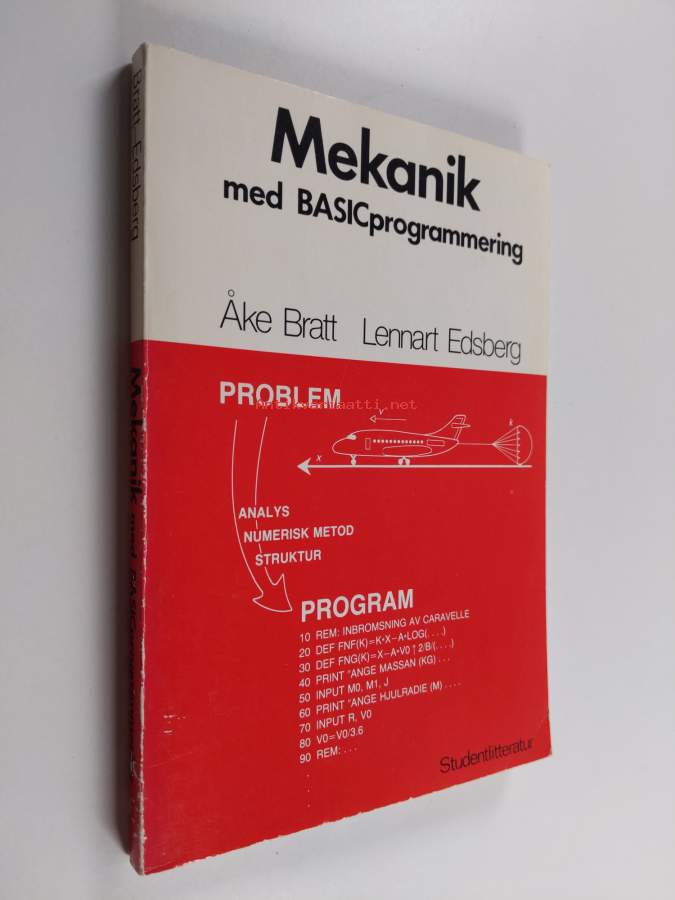 Mekanik
med BASICprogrammering
Åke Bratt Lennart Edsberg
PROBLEM
antikvariaatti.net
v
k
x
ANALYS
NUMERISK METOD
STRUKTUR
PROGRAM
10 REM: INBROMSNING AV CARAVELLE
20 DEF FNF(K)=K•X–A•LOG(. . . .)
30 DEF FNG(K)=X–A•V0↑2/B/(. . . .)
40 PRINT "ANGE MASSAN (KG) . . .
50 INPUT M0, M1, J
60 PRINT "ANGE HJULRADIE (M) . . . .
70 INPUT R, V0
80 V0=V0/3.6
90 REM: . . .
Studentlitteratur
Bratt–Edsberg
Mekanik med BASICprogrammering